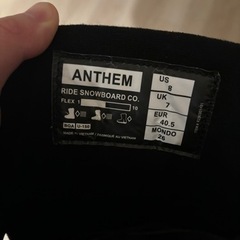 ANTHEM
RIDE SNOWBOARD CO.
FLEX 1 10
US
8
UK
7
EUR
40.5
MONDO
26